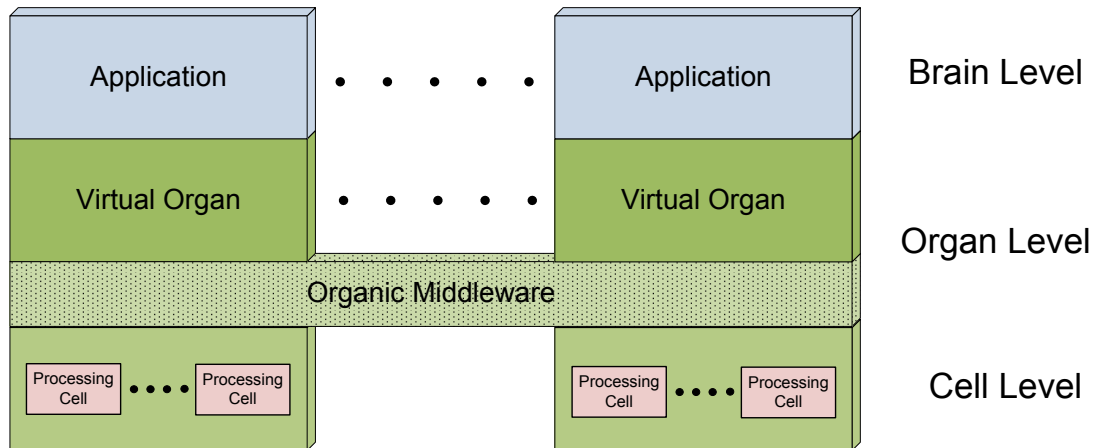 Application
Application
Brain Level
Virtual Organ
Virtual Organ
Organ Level
Organic Middleware
Processing
Cell
Processing
Cell
Processing
Cell
Processing
Cell
Cell Level